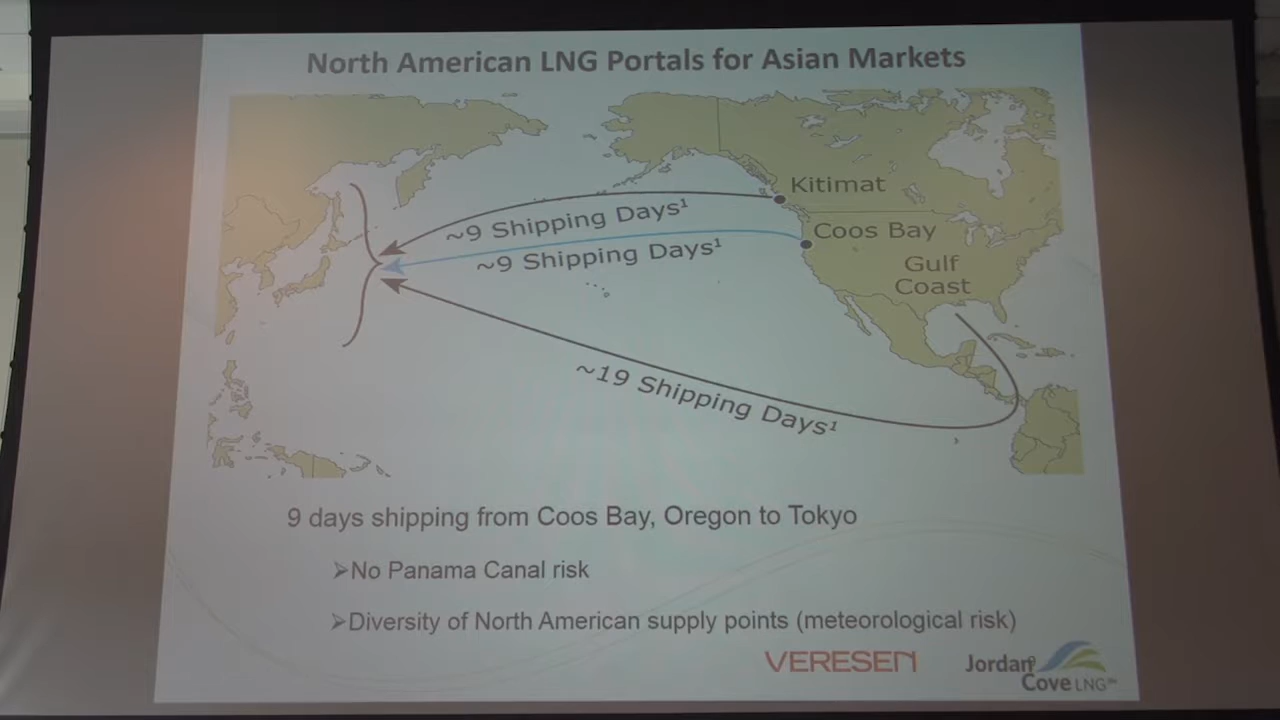 North American LNG Portals for Asian Markets
Kitimat
~9 Shipping Days¹
Coos Bay
~9 Shipping Days¹
Gulf
Coast
~19 Shipping Days¹
9 days shipping from Coos Bay, Oregon to Tokyo
➢No Panama Canal risk
➢Diversity of North American supply points (meteorological risk)
VERESEN
Jordan
Cove LNG